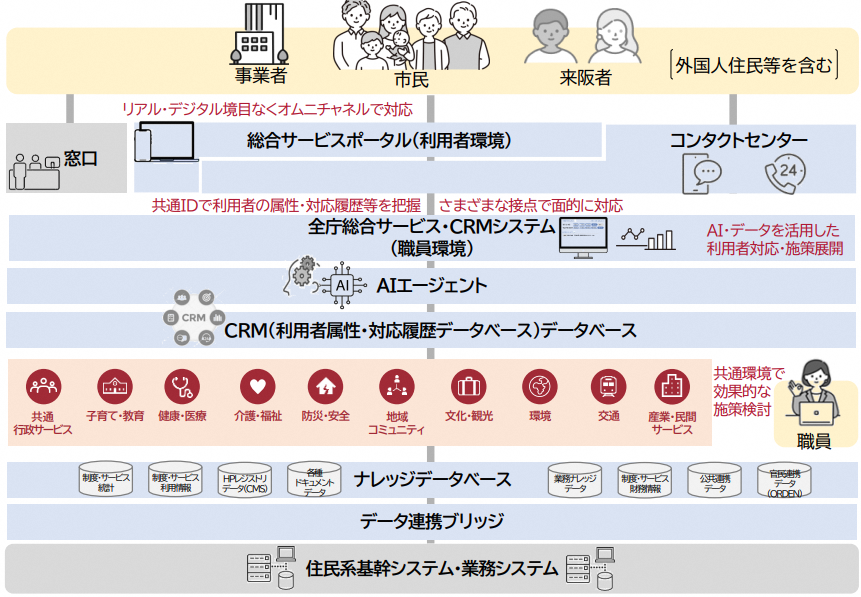 事業者
市民
来阪者
外国人住民等を含む
リアル・デジタル境目なくオムニチャネルで対応
窓口
総合サービスポータル(利用者環境)
コンタクトセンター
24
共通IDで利用者の属性・対応履歴等を把握
さまざまな接点で面的に対応
全庁総合サービス・CRMシステム
(職員環境)
AI・データを活用した
利用者対応・施策展開
AI
AIエージェント
CRM
CRM(利用者属性・対応履歴データベース)データベース
共通
行政サービス
子育て・教育
健康・医療
介護・福祉
防災・安全
地域
コミュニティ
文化・観光
環境
交通
産業・民間
サービス
共通環境で
効果的な
施策検討
職員
制度・サービス
統計
制度・サービス
利用情報
HPレジストリ
データ(CMS)
各種
ドキュメント
データ
ナレッジデータベース
業務ナレッジ
データ
制度・サービス
財務情報
公共連携
データ
官民連携
データ
(ORDEN)
データ連携ブリッジ
住民系基幹システム・業務システム